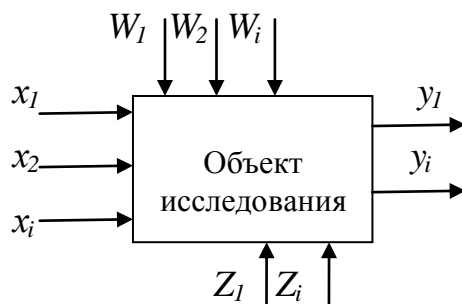 W1 W2 Wi
x1
y1
x2
Объект
исследования
yi
xi
Z1 Zi